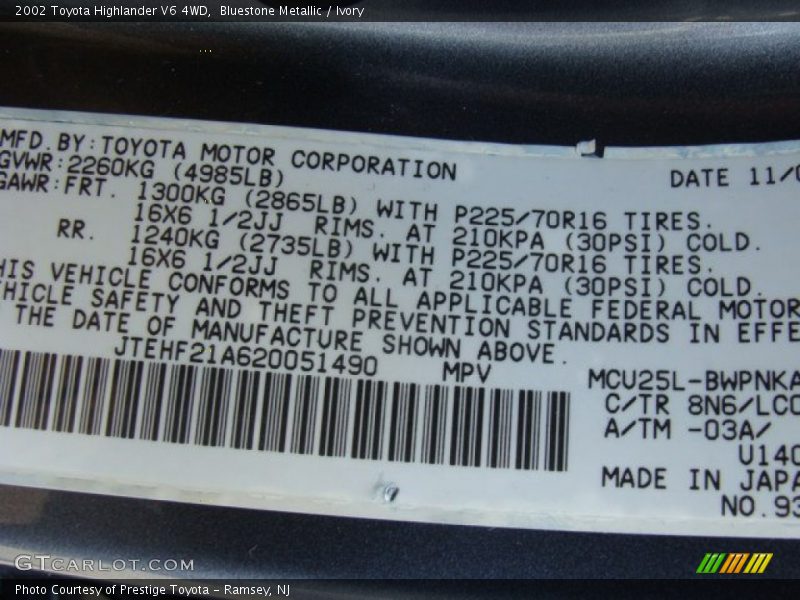 2002 Toyota Highlander V6 4WD, Bluestone Metallic / Ivory
MFD.BY:TOYOTA MOTOR CORPORATION DATE 11/0
GVWR:2260KG (4985LB)
GAWR:FRT. 1300KG (2865LB) WITH P225/70R16 TIRES.
16X6 1/2JJ RIMS. AT 210KPA (30PSI) COLD.
RR. 1240KG (2735LB) WITH P225/70R16 TIRES.
16X6 1/2JJ RIMS. AT 210KPA (30PSI) COLD.
HIS VEHICLE CONFORMS TO ALL APPLICABLE FEDERAL MOTOR
HICLE SAFETY AND THEFT PREVENTION STANDARDS IN EFFE
THE DATE OF MANUFACTURE SHOWN ABOVE.
JTEHF21A620051490 MPV
MCU25L-BWPNKA
C/TR 8N6/LCC
A/TM -03A/
U140
MADE IN JAPA
NO.93
GTCARLOT.COM
Photo Courtesy of Prestige Toyota - Ramsey, NJ